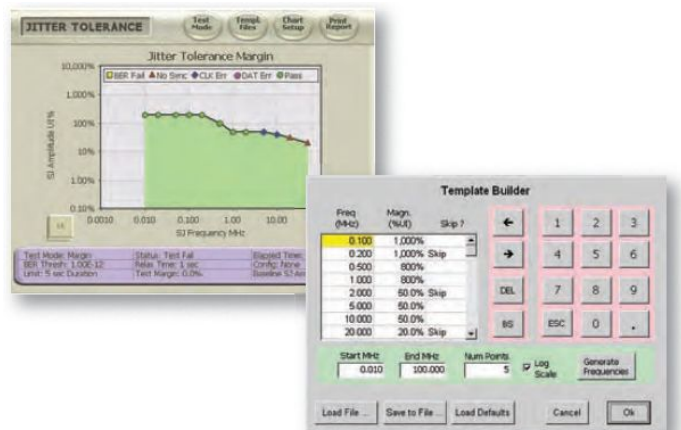 JITTER TOLERANCE
Test Mode
Templ. Files
Chart Setup
Print Report
Jitter Tolerance Margin
BER Fail No Sync CLK Err DAT Err Pass
SJ Amplitude UI%
10,000%
1,000%
100%
10%
1.00%
0.10%
0.0010 0.010 0.100 1.00 10.00
SJ Frequency MHz
Test Mode: Margin
BER Thresh: 1.00E-12
Limit: 5 sec Duration
Status: Test Fail
Relax Time: 1 sec
Test Margin: 0.0%
Elapsed Time:
Config: None
Baseline SJ Am
Template Builder
Freq (MHz) Magn. (%UI) Skip ?
0.100 1,000%
0.200 1,000% Skip
0.500 800%
1.000 800%
2.000 50.0% Skip
5.000 50.0%
10.000 50.0%
20.000 20.0% Skip
← 1 2 3
→ 4 5 6
DEL 7 8 9
BS ESC 0 .
Start MHz End MHz Num Points
0.010 100.000 5
Log Scale
Generate Frequencies
Load File ... Save to File ... Load Defaults Cancel Ok